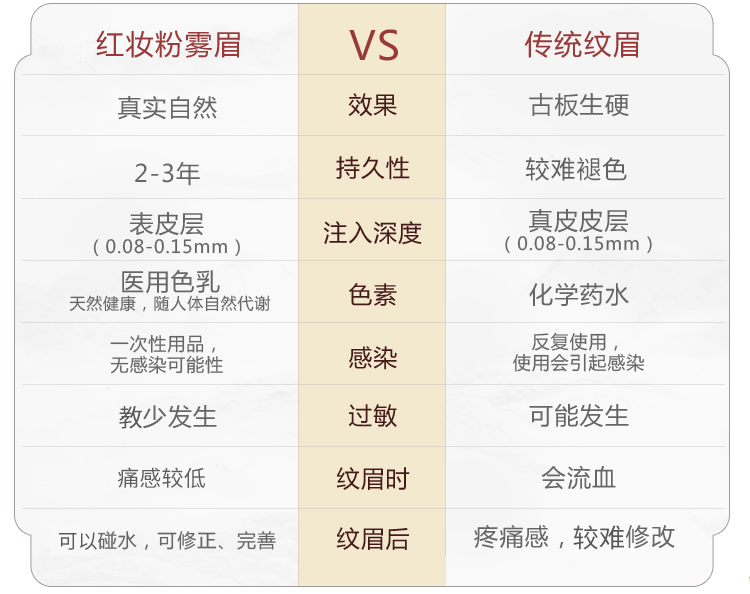 红妆粉雾眉 VS 传统纹眉
真实自然 效果 古板生硬
2-3年 持久性 较难褪色
表皮层 注入深度 真皮皮层
（0.08-0.15mm） （0.08-0.15mm）
医用色乳 色素 化学药水
天然健康，随人体自然代谢
一次性用品， 感染 反复使用，
无感染可能性 使用会引起感染
教少发生 过敏 可能发生
痛感较低 纹眉时 会流血
可以碰水，可修正、完善 纹眉后 疼痛感，较难修改